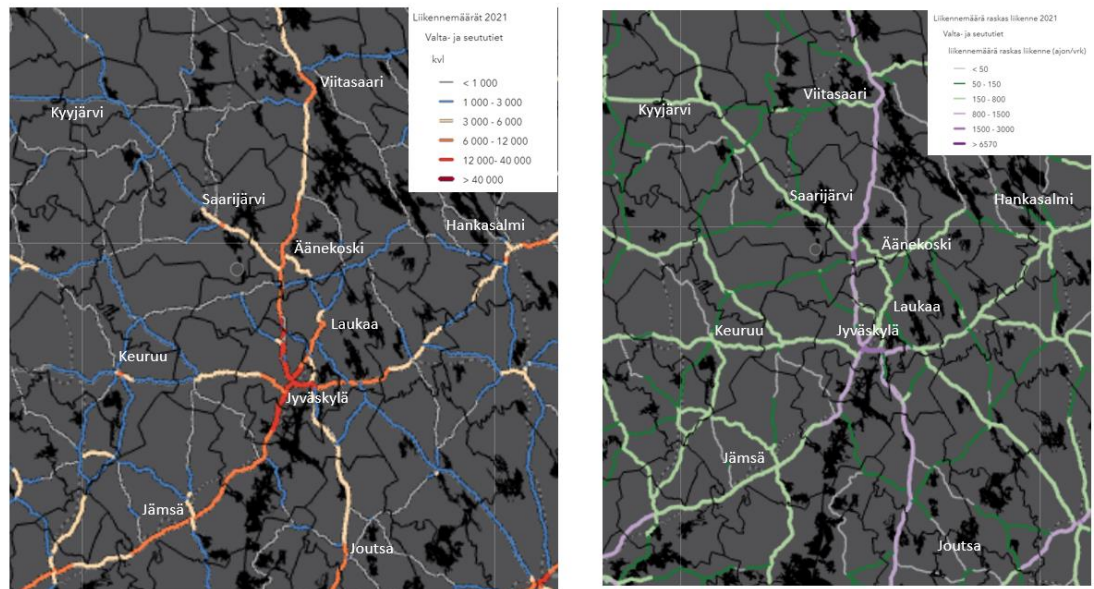 Liikennemäärät 2021
Valta- ja seututiet
kvl
< 1 000
1 000 - 3 000
3 000 - 6 000
6 000 - 12 000
12 000- 40 000
> 40 000
Viitasaari
Kyyjärvi
Saarijärvi
Hankasalmi
Äänekoski
Laukaa
Keuruu
Jyväskylä
Jämsä
Joutsa
Liikennemäärä raskas liikenne 2021
Valta- ja seututiet
liikennemäärä raskas liikenne (ajon/vrk)
< 50
50 - 150
150 - 800
800 - 1500
1500 - 3000
> 6570
Viitasaari
Kyyjärvi
Saarijärvi
Hankasalmi
Äänekoski
Laukaa
Keuruu
Jyväskylä
Jämsä
Joutsa